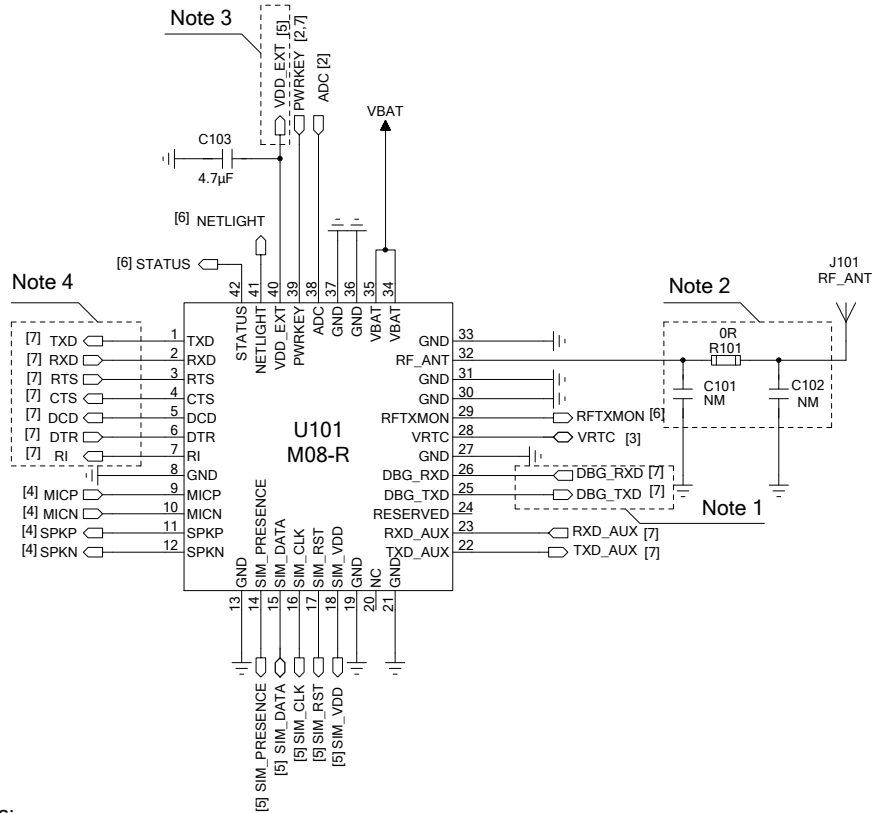 Note 3
VDD_EXT [5]
PWRKEY [2,7]
ADC [2]
VBAT
C103
4.7µF
[6] NETLIGHT
[6] STATUS
J101
RF_ANT
Note 4
Note 2
42 41 40 39 38 37 36 35 34
STATUS NETLIGHT VDD_EXT PWRKEY ADC GND GND VBAT VBAT
[7] TXD 1 TXD
[7] RXD 2 RXD
[7] RTS 3 RTS
[7] CTS 4 CTS
[7] DCD 5 DCD
[7] DTR 6 DTR
[7] RI 7 RI
8 GND
[4] MICP 9 MICP
[4] MICN 10 MICN
[4] SPKP 11 SPKP
[4] SPKN 12 SPKN
U101
M08-R
GND 33
RF_ANT 32
GND 31
GND 30
RFTXMON 29 RFTXMON [6]
VRTC 28 VRTC [3]
GND 27
DBG_RXD 26 DBG_RXD [7]
DBG_TXD 25 DBG_TXD [7]
RESERVED 24
RXD_AUX 23 RXD_AUX [7]
TXD_AUX 22 TXD_AUX [7]
0R
R101
C101
NM
C102
NM
Note 1
GND SIM_PRESENCE SIM_DATA SIM_CLK SIM_RST SIM_VDD GND NC GND
13 14 15 16 17 18 19 20 21
[5] SIM_PRESENCE
[5] SIM_DATA
[5] SIM_CLK
[5] SIM_RST
[5] SIM_VDD